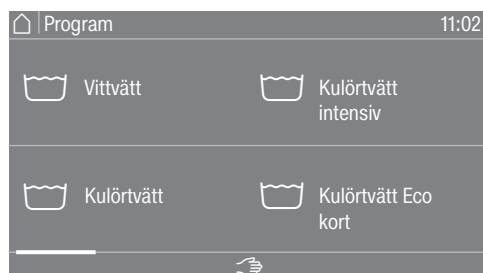 Program 11:02
Vittvätt
Kulörtvätt
intensiv
Kulörtvätt
Kulörtvätt Eco
kort